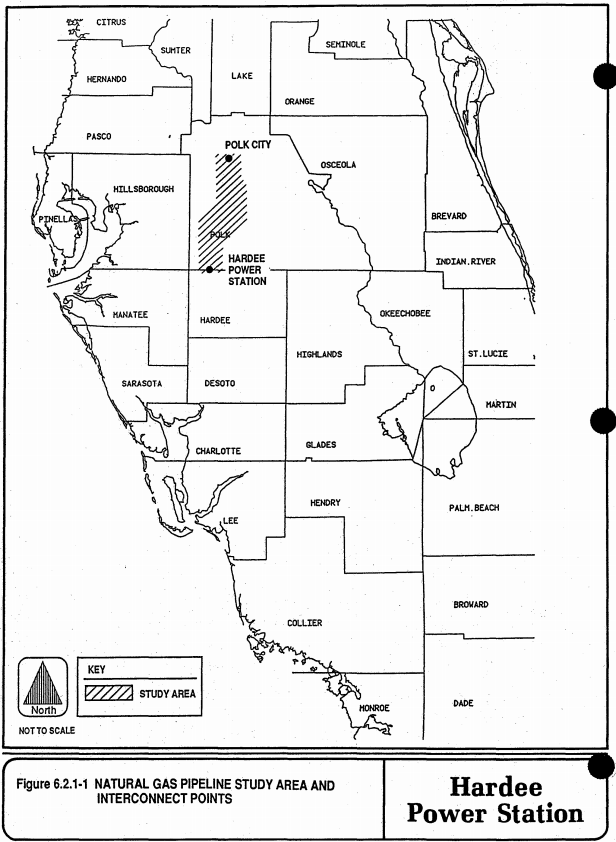 CITRUS
SUMTER
SEMINOLE
HERNANDO
LAKE
ORANGE
PASCO
POLK CITY
OSCEOLA
HILLSBOROUGH
PINELLAS
BREVARD
POLK
HARDEE
POWER
STATION
INDIAN.RIVER
MANATEE
HARDEE
OKEECHOBEE
HIGHLANDS
ST.LUCIE
SARASOTA
DESOTO
MARTIN
CHARLOTTE
GLADES
HENDRY
PALM.BEACH
LEE
BROWARD
COLLIER
KEY
STUDY AREA
North
MONROE
DADE
NOT TO SCALE
Figure 6.2.1-1 NATURAL GAS PIPELINE STUDY AREA AND
INTERCONNECT POINTS
Hardee
Power Station